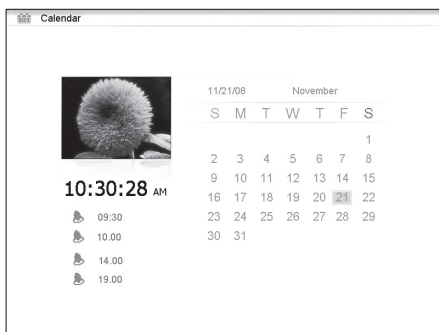 Calendar
11/21/08 November
S M T W T F S
1
2 3 4 5 6 7 8
9 10 11 12 13 14 15
16 17 18 19 20 21 22
23 24 25 26 27 28 29
30 31
10:30:28 AM
09:30
10.00
14.00
19.00